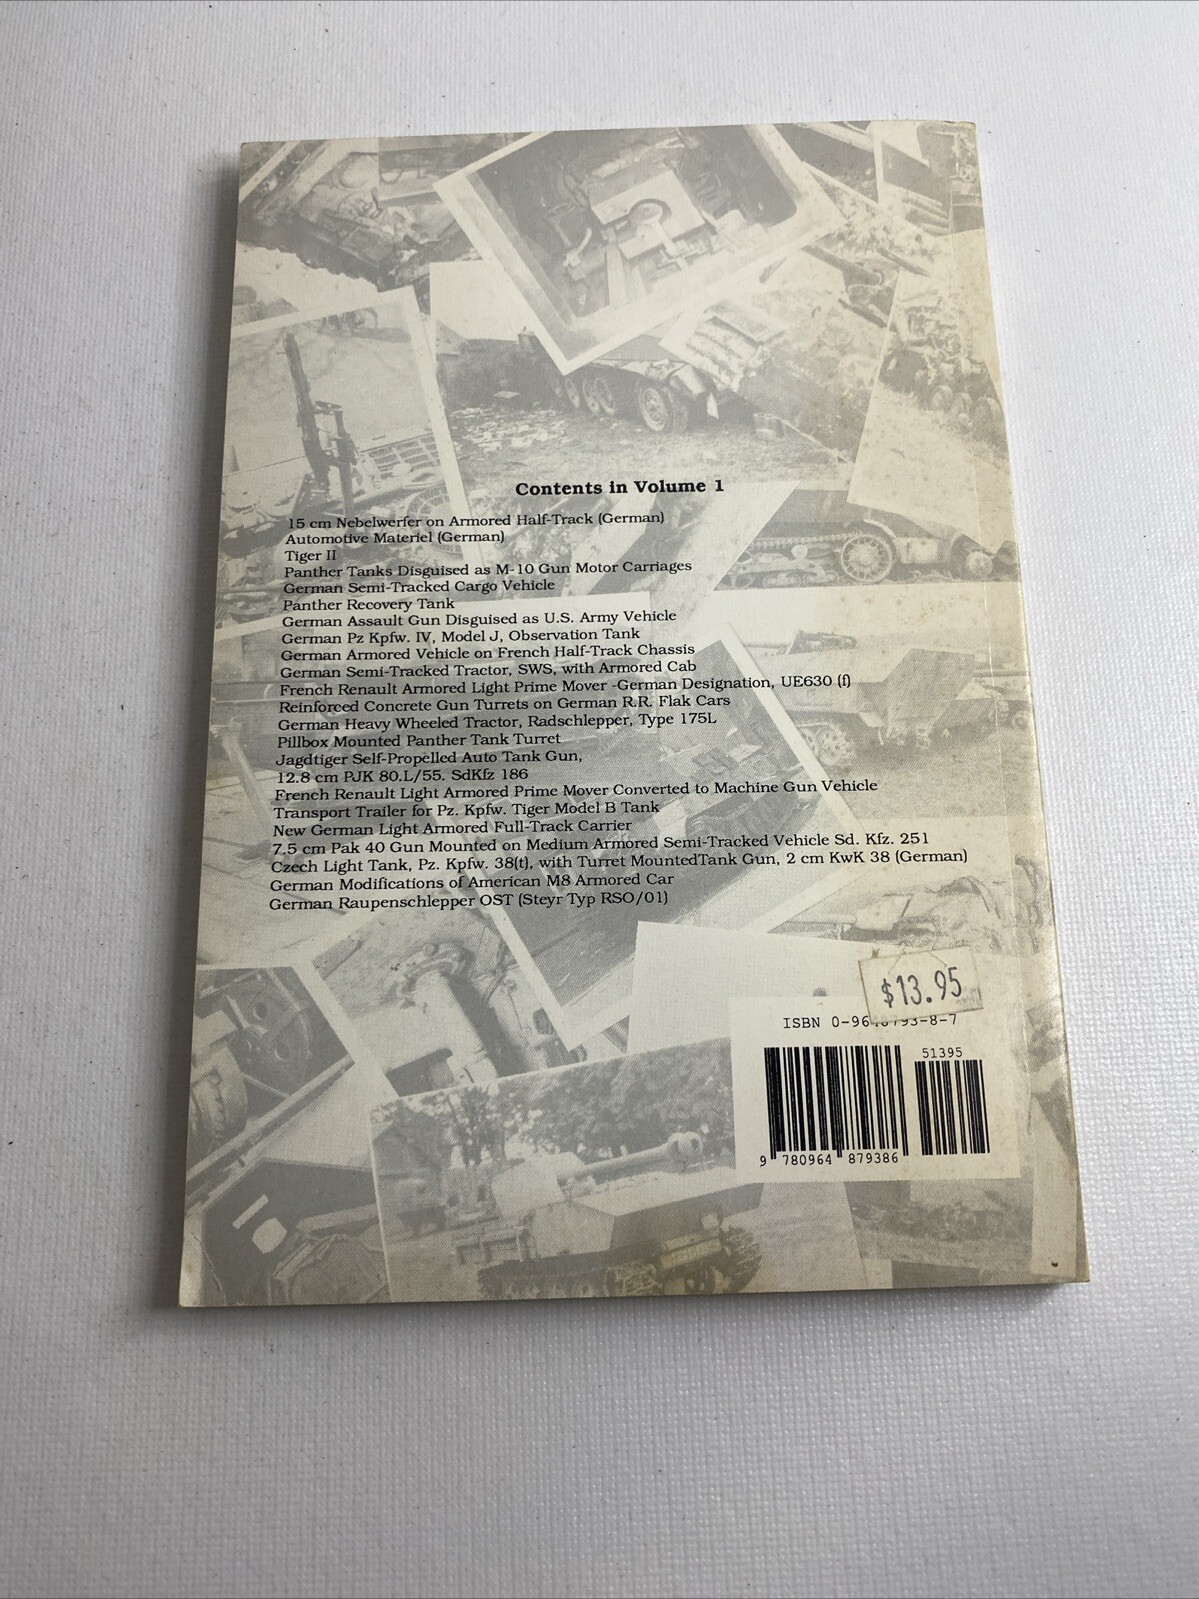 Contents in Volume 1
15 cm Nebelwerfer on Armored Half-Track (German)
Automotive Materiel (German)
Tiger II
Panther Tanks Disguised as M-10 Gun Motor Carriages
German Semi-Tracked Cargo Vehicle
Panther Recovery Tank
German Assault Gun Disguised as U.S. Army Vehicle
German Pz Kpfw. IV, Model J, Observation Tank
German Armored Vehicle on French Half-Track Chassis
German Semi-Tracked Tractor, SWS, with Armored Cab
French Renault Armored Light Prime Mover -German Designation, UE630 (f)
Reinforced Concrete Gun Turrets on German R.R. Flak Cars
German Heavy Wheeled Tractor, Radschlepper, Type 175L
Pillbox Mounted Panther Tank Turret
Jagdtiger Self-Propelled Auto Tank Gun,
12.8 cm PJK 80.L/55. SdKfz 186
French Renault Light Armored Prime Mover Converted to Machine Gun Vehicle
Transport Trailer for Pz. Kpfw. Tiger Model B Tank
New German Light Armored Full-Track Carrier
7.5 cm Pak 40 Gun Mounted on Medium Armored Semi-Tracked Vehicle Sd. Kfz. 251
Czech Light Tank, Pz. Kpfw. 38(t), with Turret MountedTank Gun, 2 cm KwK 38 (German)
German Modifications of American M8 Armored Car
German Raupenschlepper OST (Steyr Typ RSO/01)
$13.95
ISBN
51395
9 780964 879386